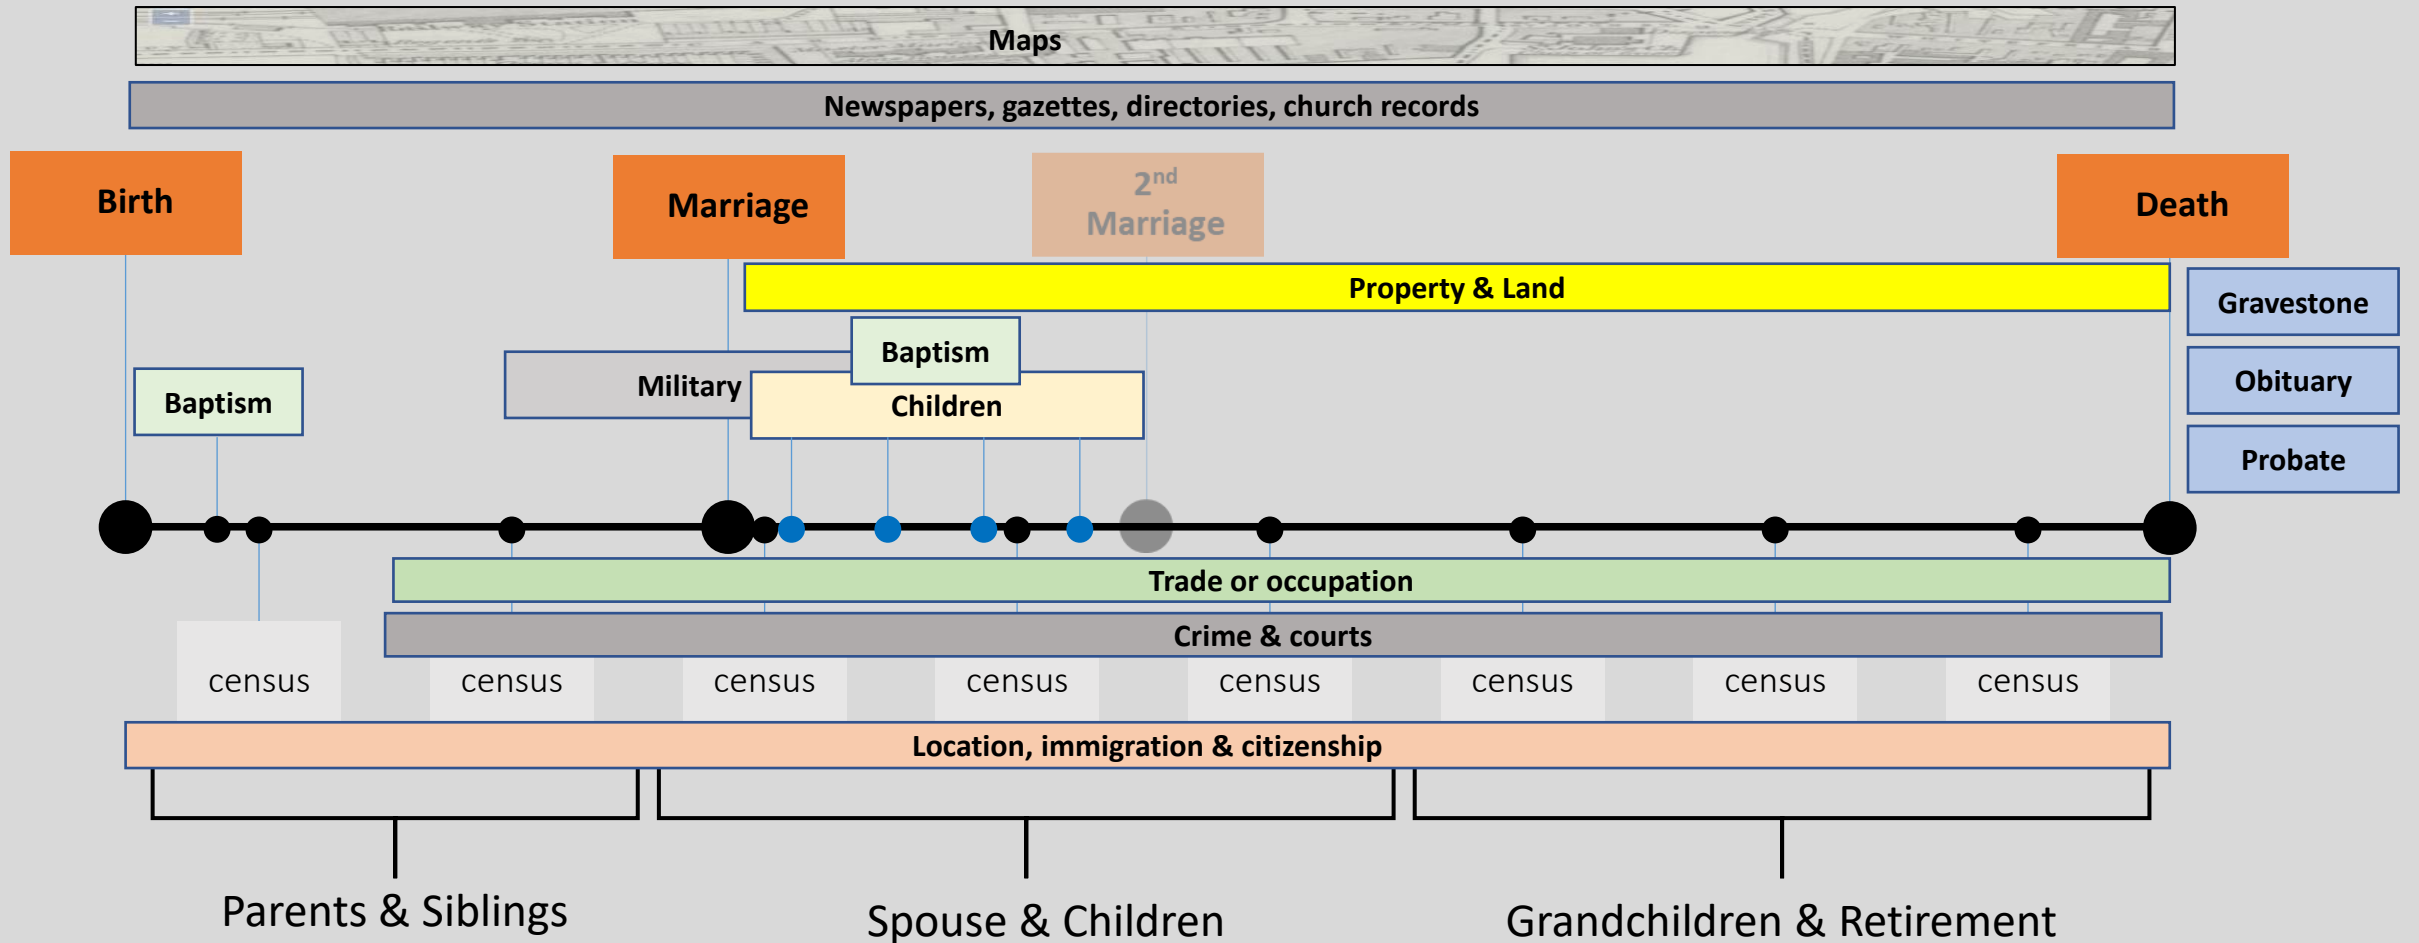 Maps
Newspapers, gazettes, directories, church records
Birth
Marriage
2nd
Marriage
Death
Property & Land
Gravestone
Baptism
Military
Obituary
Baptism
Children
Probate
Trade or occupation
Crime & courts
census
census
census
census
census
census
census
census
Location, immigration & citizenship
Parents & Siblings
Spouse & Children
Grandchildren & Retirement